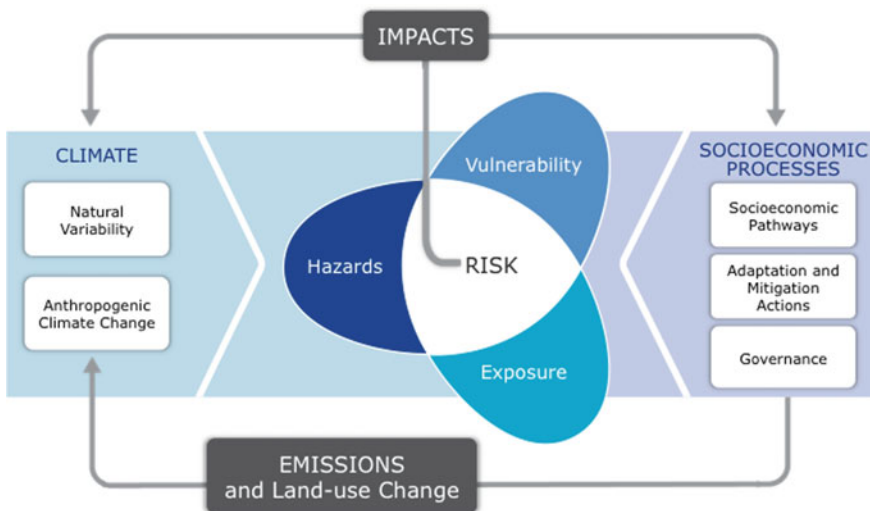 IMPACTS
CLIMATE
Natural
Variability
Anthropogenic
Climate Change
Vulnerability
Hazards
RISK
Exposure
SOCIOECONOMIC
PROCESSES
Socioeconomic
Pathways
Adaptation and
Mitigation
Actions
Governance
EMISSIONS
and Land-use Change